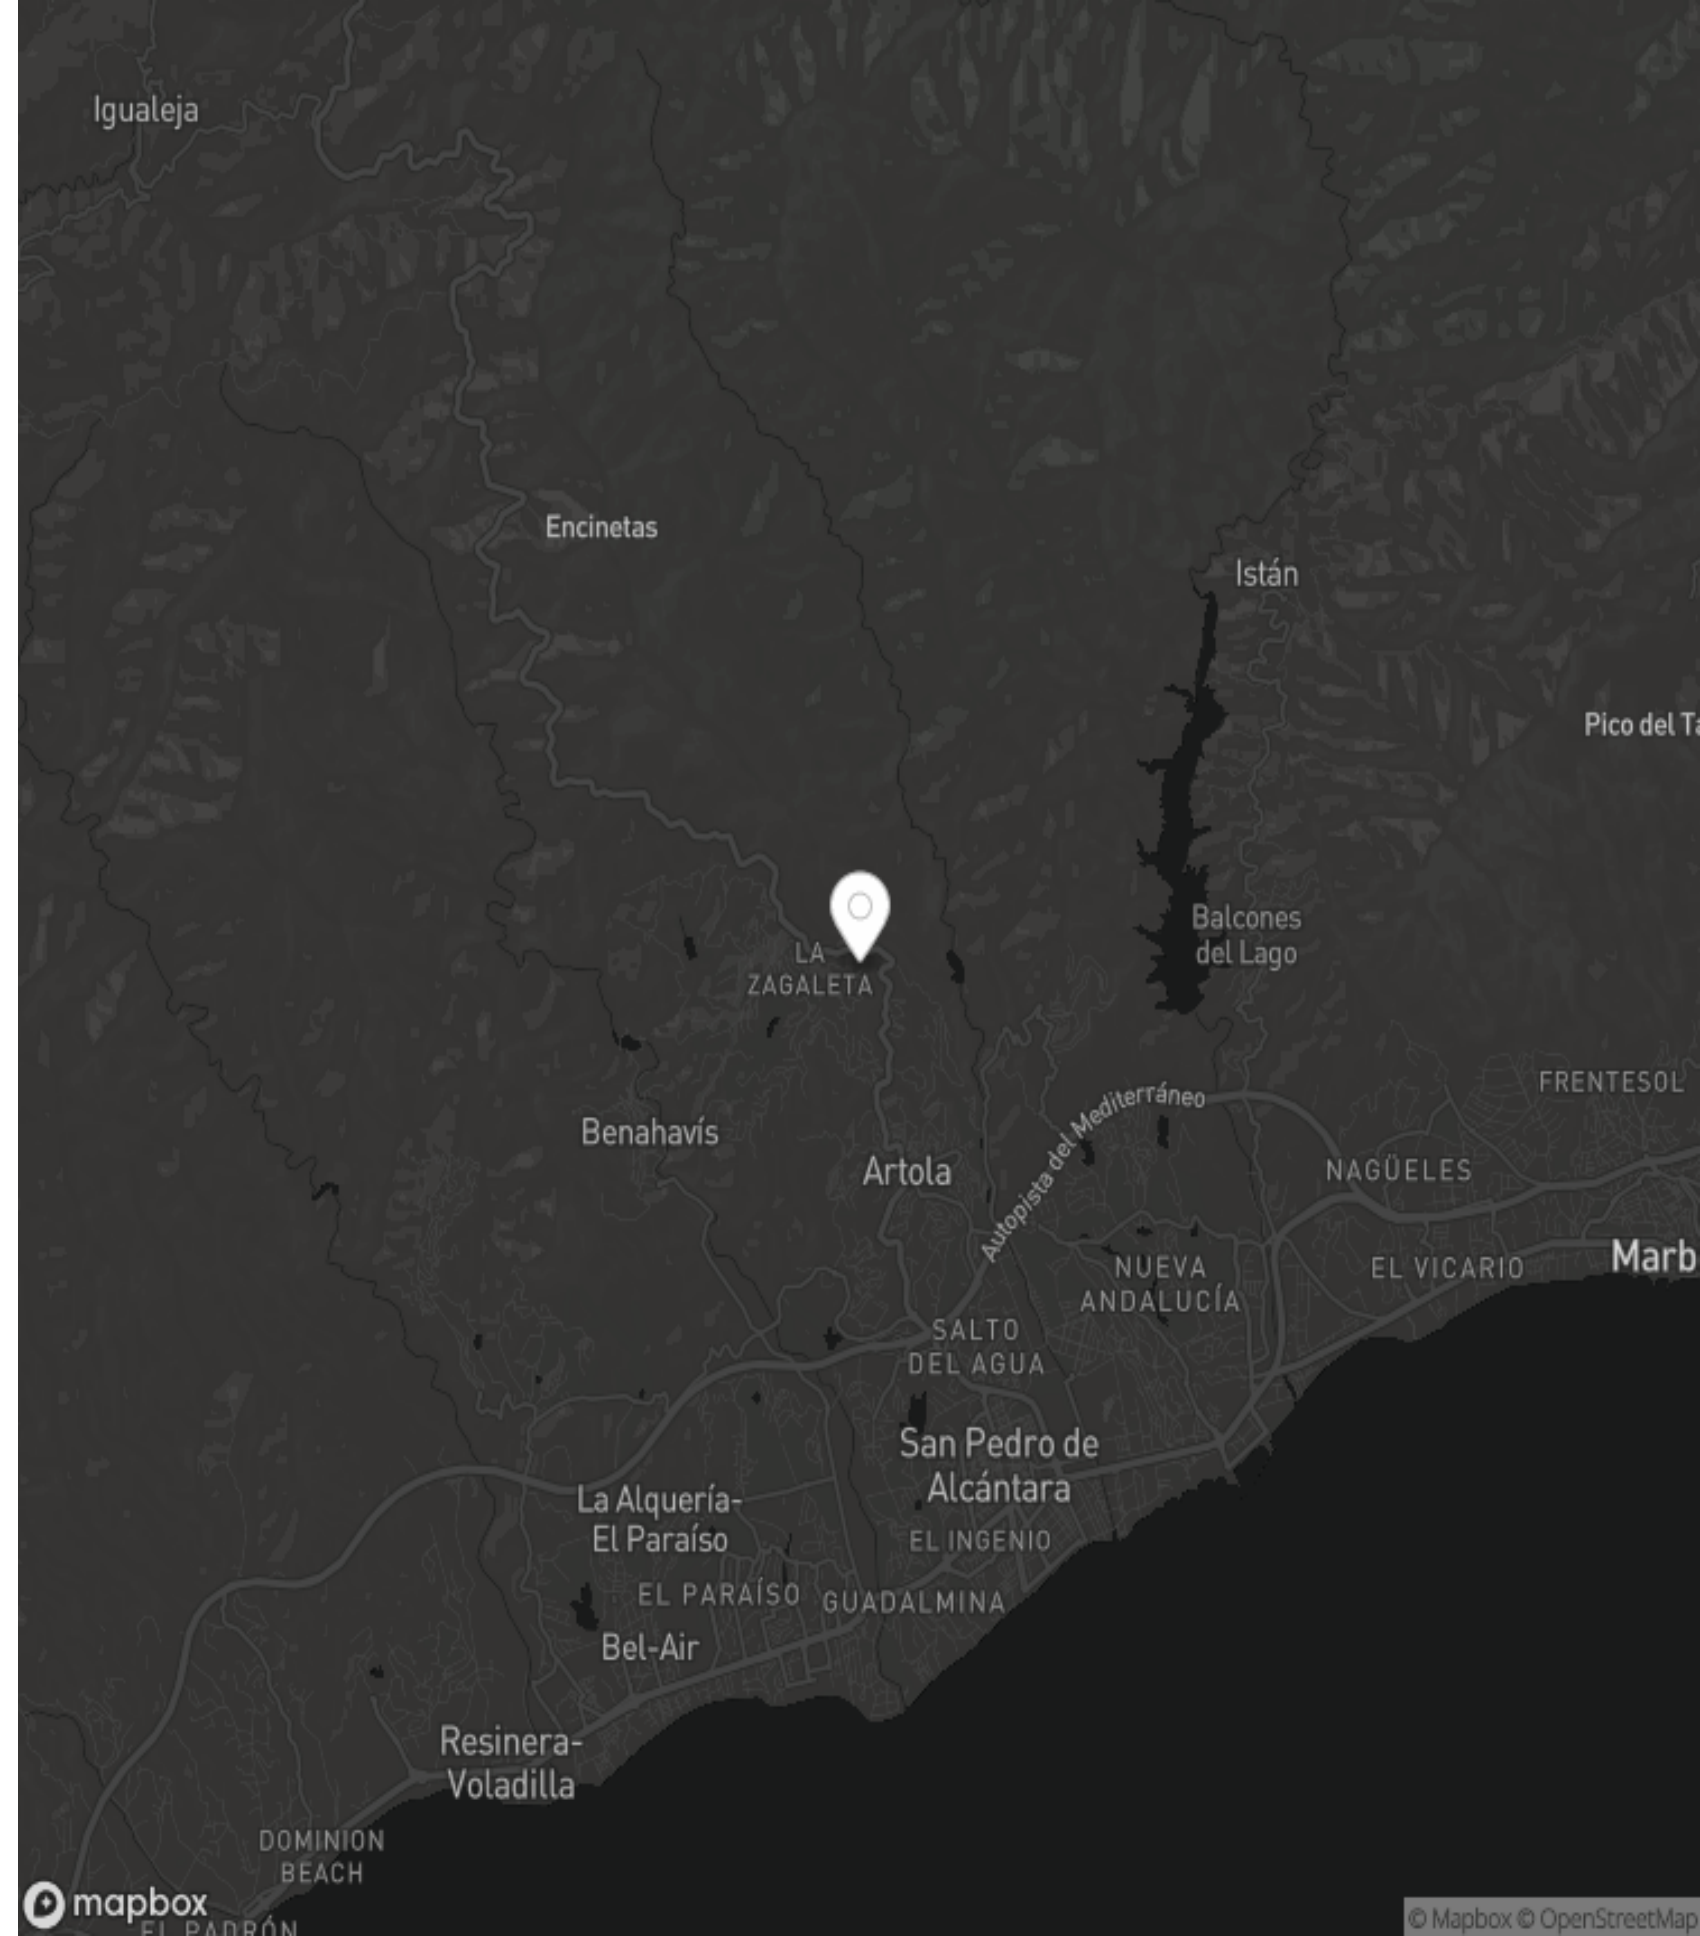 Igualeja
Encinetas
Istán
Pico del Ta
Balcones
del Lago
LA
ZAGALETA
FRENTESOL
Autopista del Mediterráneo
Benahavís
Artola
NAGÜELES
Marb
EL VICARIO
NUEVA
ANDALUCÍA
SALTO
DEL AGUA
San Pedro de
Alcántara
La Alquería-
El Paraíso
EL INGENIO
EL PARAÍSO
GUADALMINA
Bel-Air
Resinera-
Voladilla
DOMINION
BEACH
mapbox
EL PADRÓN
© Mapbox © OpenStreetMap